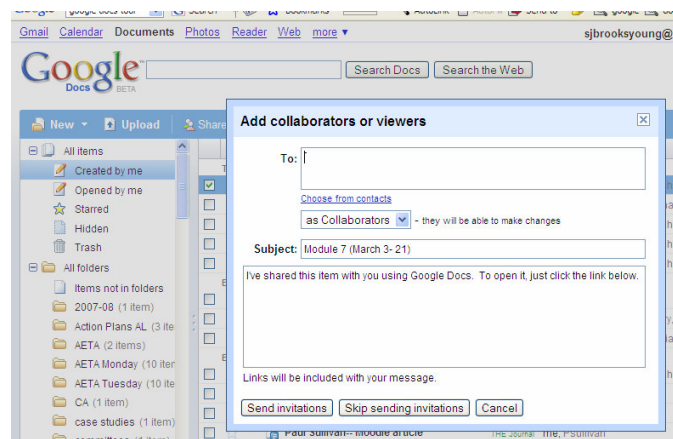 Gmail Calendar Documents Photos Reader Web more ▼ sjbrooksyoung@
Google
Docs BETA
Search Docs Search the Web
New Upload Share
All items
Created by me
Opened by me
Starred
Hidden
Trash
All folders
Items not in folders
2007-08 (1 item)
Action Plans AL (3 ite
AETA (2 items)
AETA Monday (10 iter
AETA Tuesday (10 ite
CA (1 item)
case studies (1 item)
Add collaborators or viewers
To:
Choose from contacts
as Collaborators - they will be able to make changes
Subject: Module 7 (March 3- 21)
I've shared this item with you using Google Docs. To open it, just click the link below.
Links will be included with your message.
Send invitations Skip sending invitations Cancel
Paul Sullivan-- Moodle article THE Journal me, PSullivan